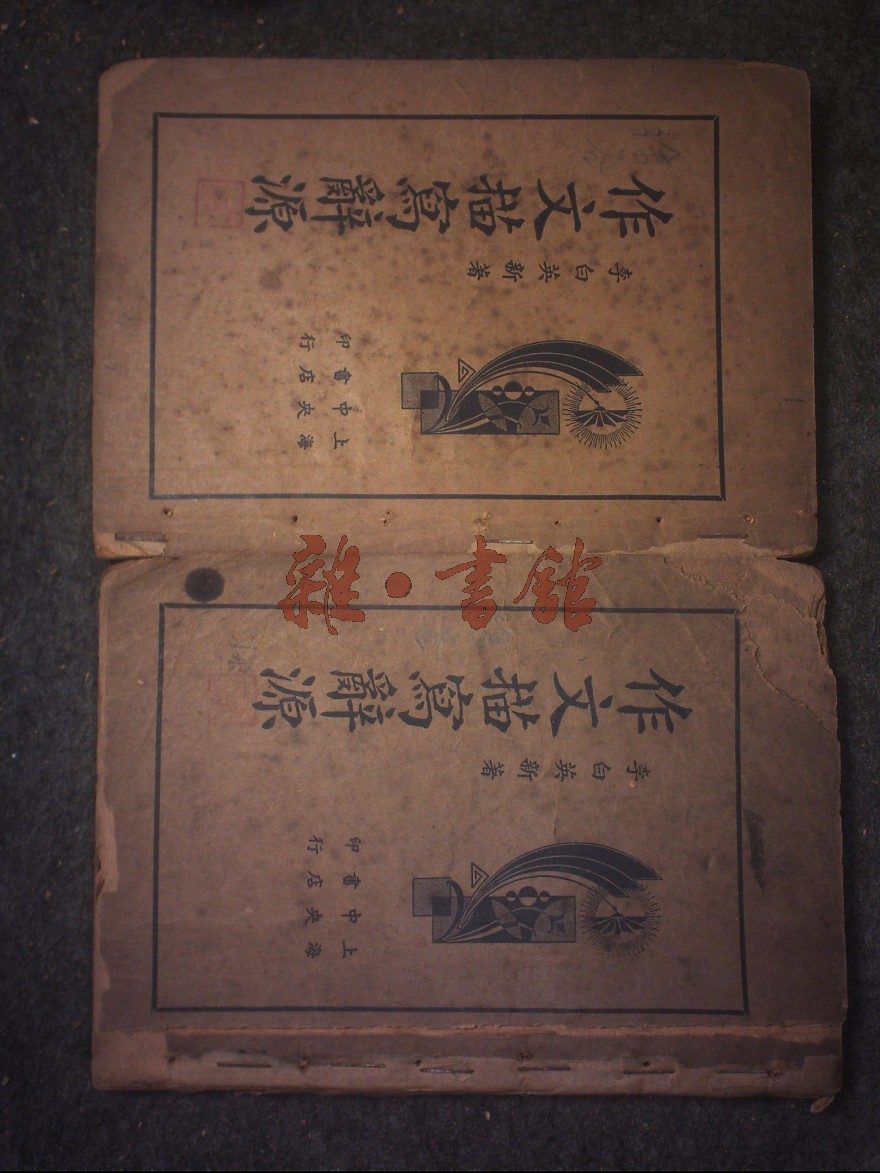 作文描寫辭源
李白英新著
上海
中央
書店
印行
雜·書館
作文描寫辭源
李白英新著
上海
中央
書店
印行